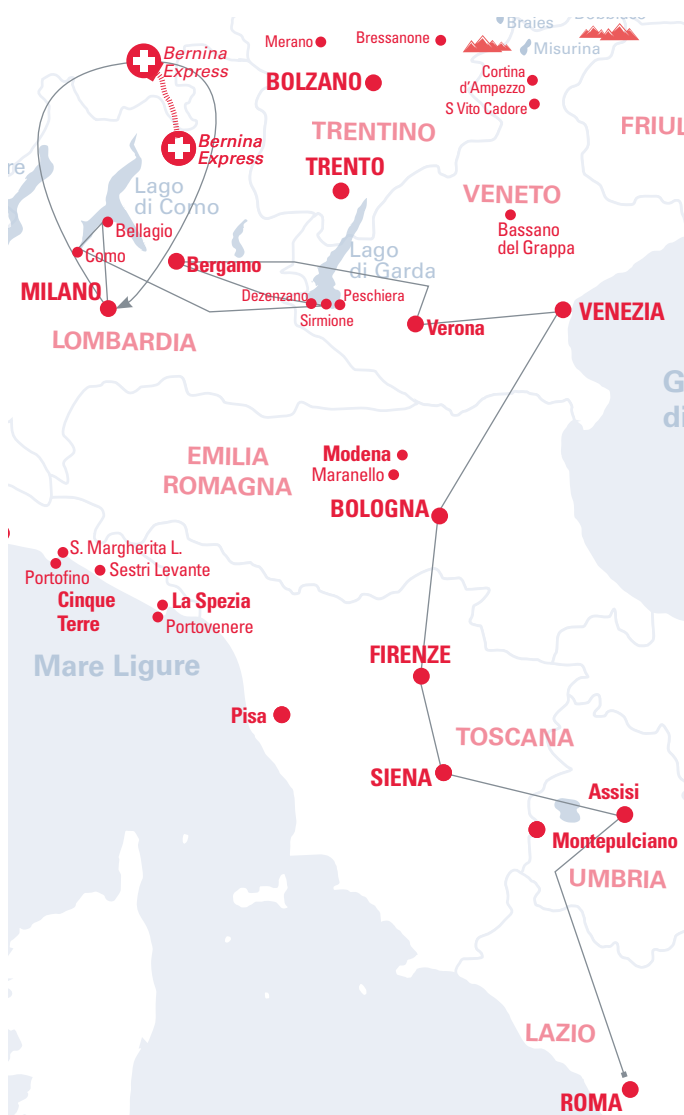 Braies
Misurina
Merano
Bressanone
Bernina
Express
BOLZANO
Cortina
d'Ampezzo
S Vito Cadore
TRENTINO
FRIUL
Bernina
Express
TRENTO
re
Lago
di Como
VENETO
Bellagio
Bassano
del Grappa
Como
Bergamo
Lago
di Garda
MILANO
Dezenzano
Peschiera
Sirmione
VENEZIA
Verona
LOMBARDIA
G
di
EMILIA
ROMAGNA
Modena
Maranello
BOLOGNA
S. Margherita L.
Portofino
Sestri Levante
Cinque
Terre
La Spezia
Portovenere
FIRENZE
Mare Ligure
Pisa
TOSCANA
SIENA
Assisi
Montepulciano
UMBRIA
LAZIO
ROMA